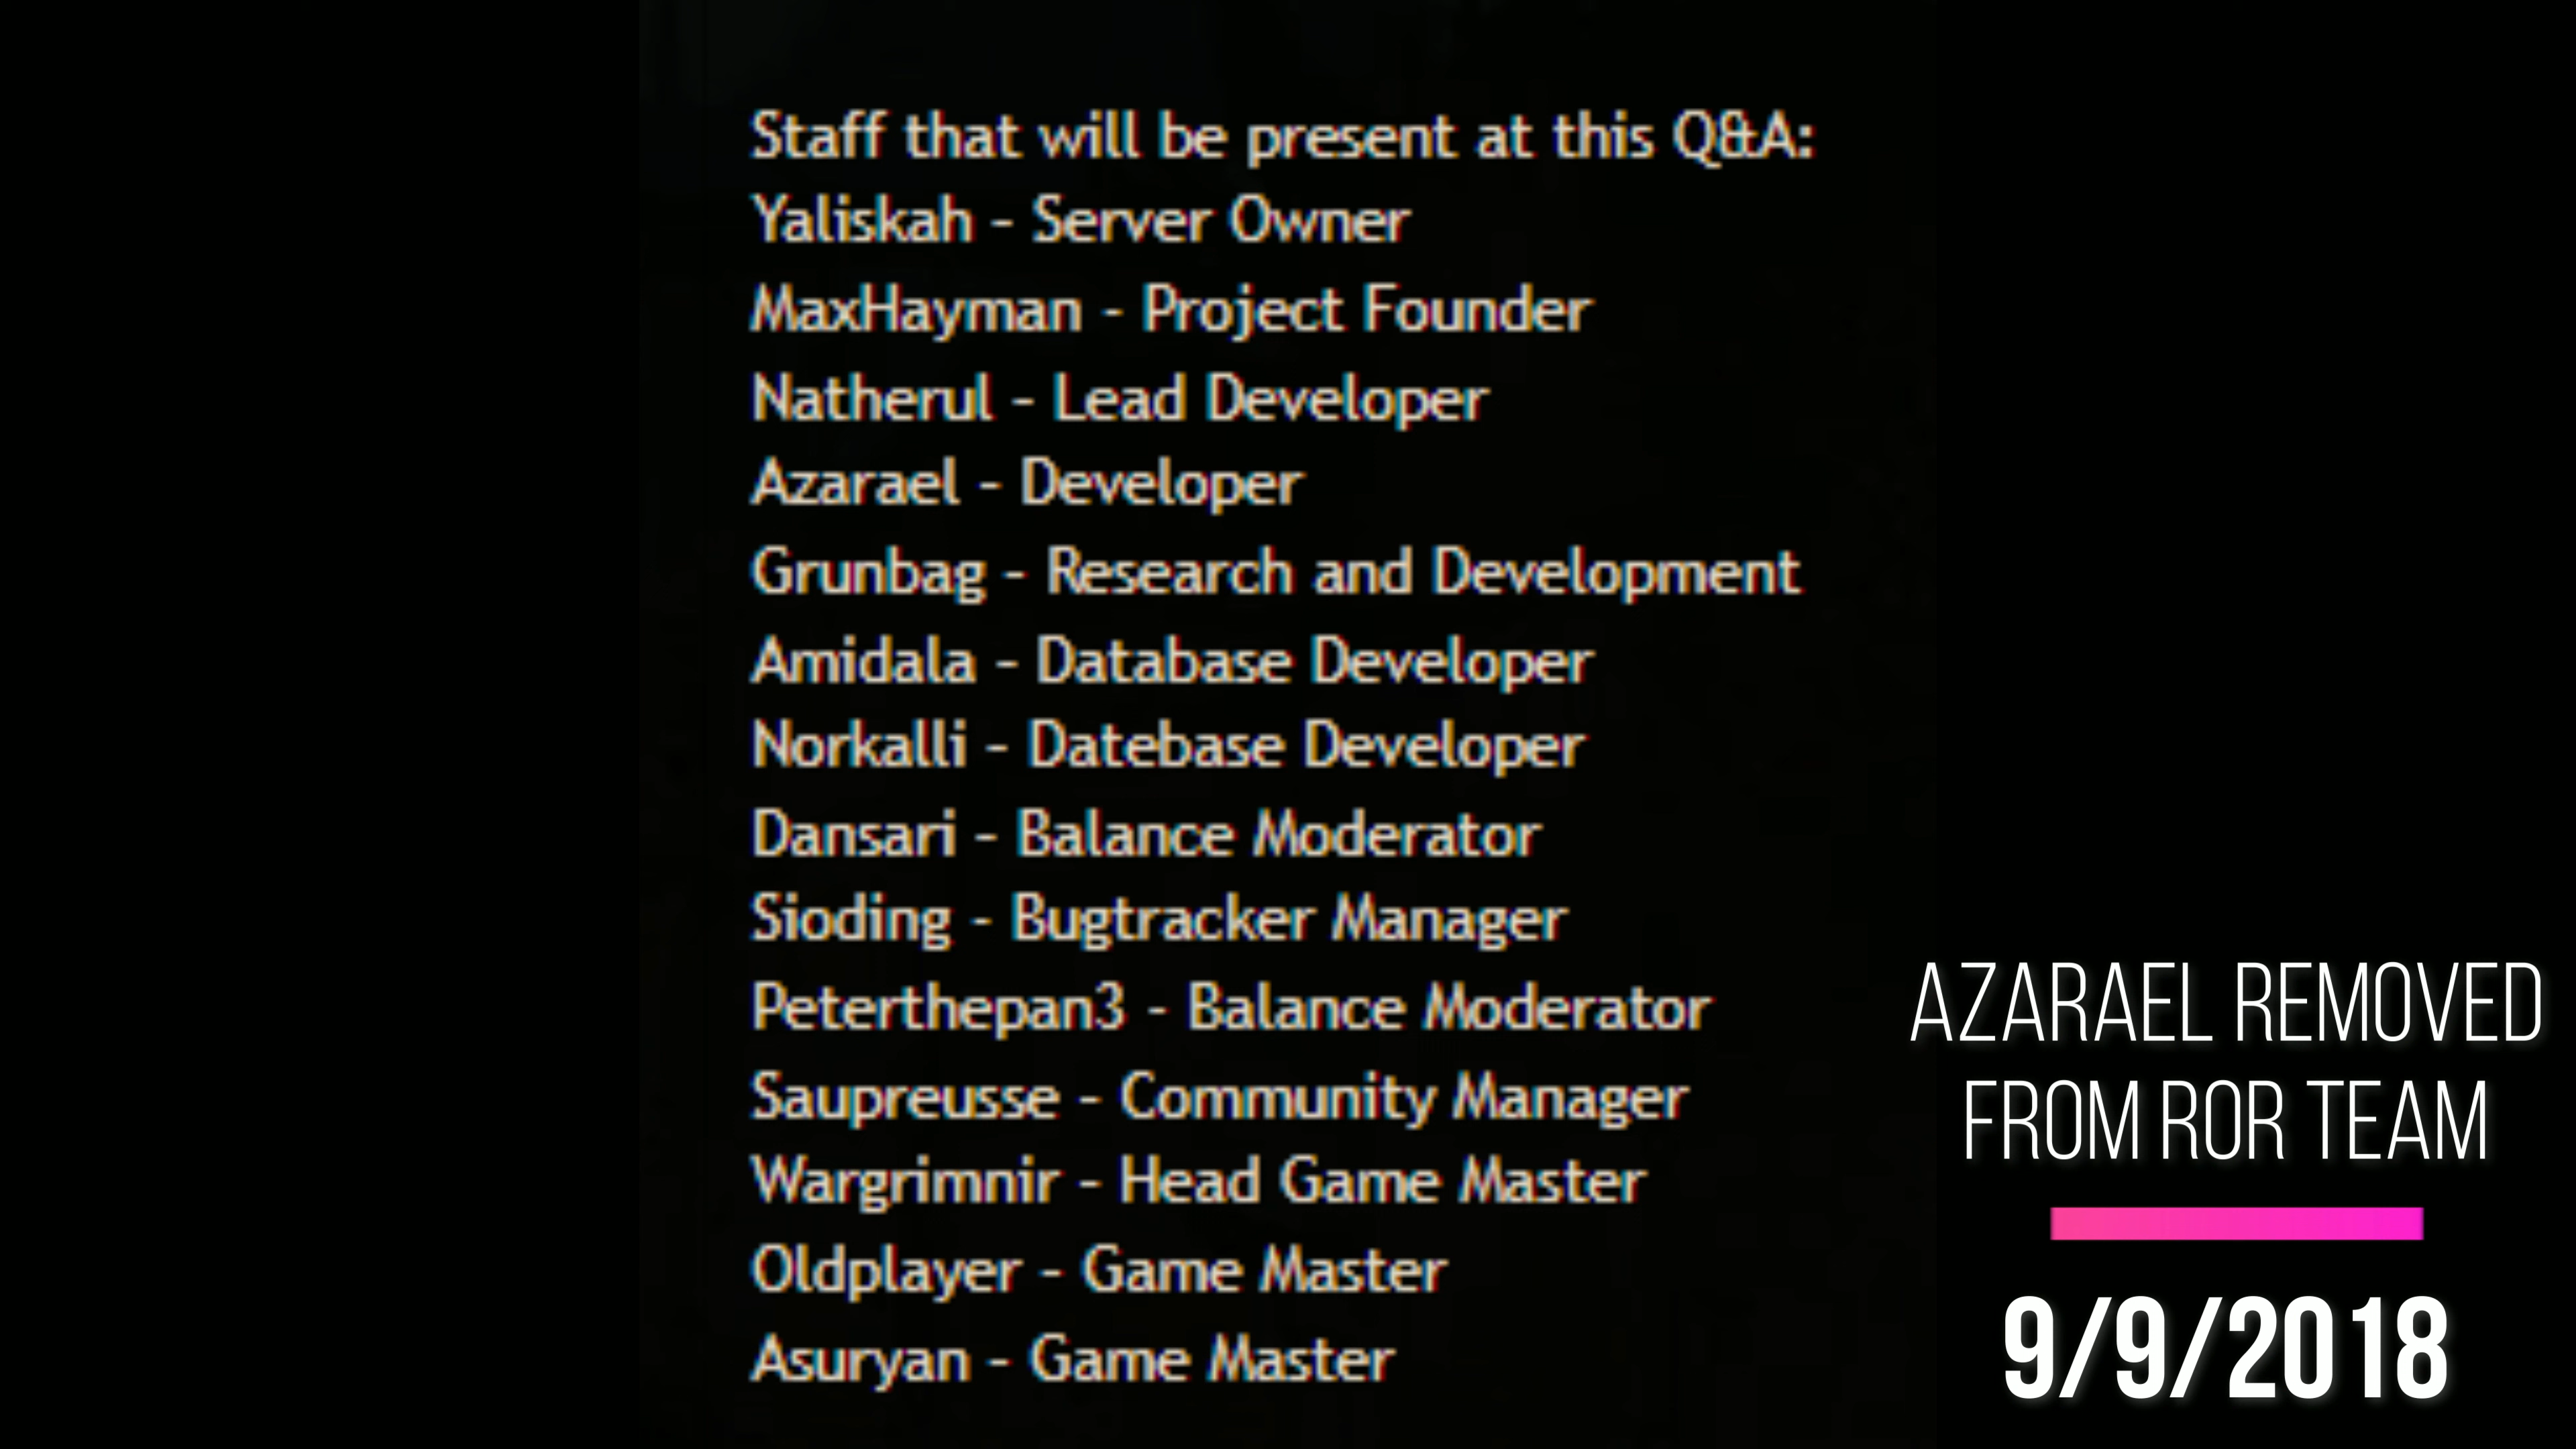 Staff that will be present at this Q&A:
Yaliskah - Server Owner
MaxHayman - Project Founder
Natherul - Lead Developer
Azarael - Developer
Grunbag - Research and Development
Amidala - Database Developer
Norkalli - Datebase Developer
Dansari - Balance Moderator
Sioding - Bugtracker Manager
Peterthepan3 - Balance Moderator
Saupreusse - Community Manager
Wargrimnir - Head Game Master
Oldplayer - Game Master
Asuryan - Game Master
AZARAEL REMOVED
FROM ROR TEAM
9/9/2018